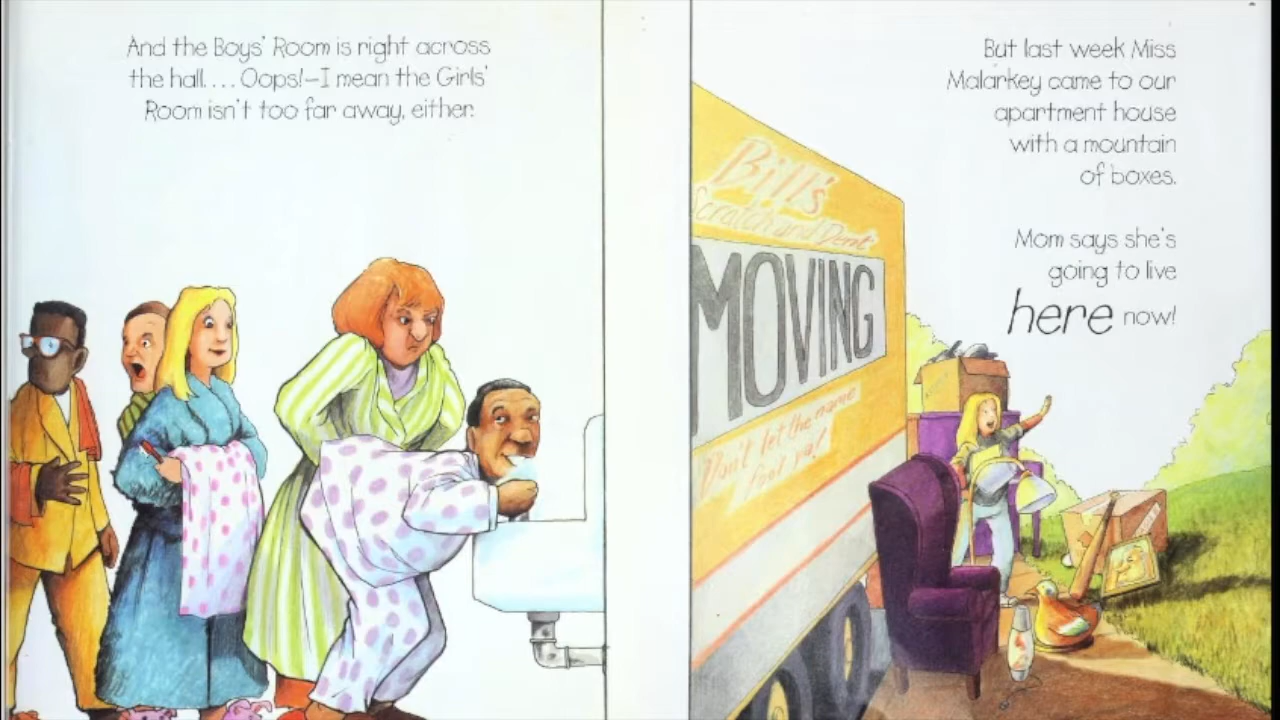 And the Boys' Room is right across
the hall.... Oops!—I mean the Girls'
Room isn't too far away, either.
But last week Miss
Malarkey came to our
apartment house
with a mountain
of boxes.
Mom says she's
going to live
here now!
Bill's
Scratch and Dent
MOVING
Don't let the name
fool ya!